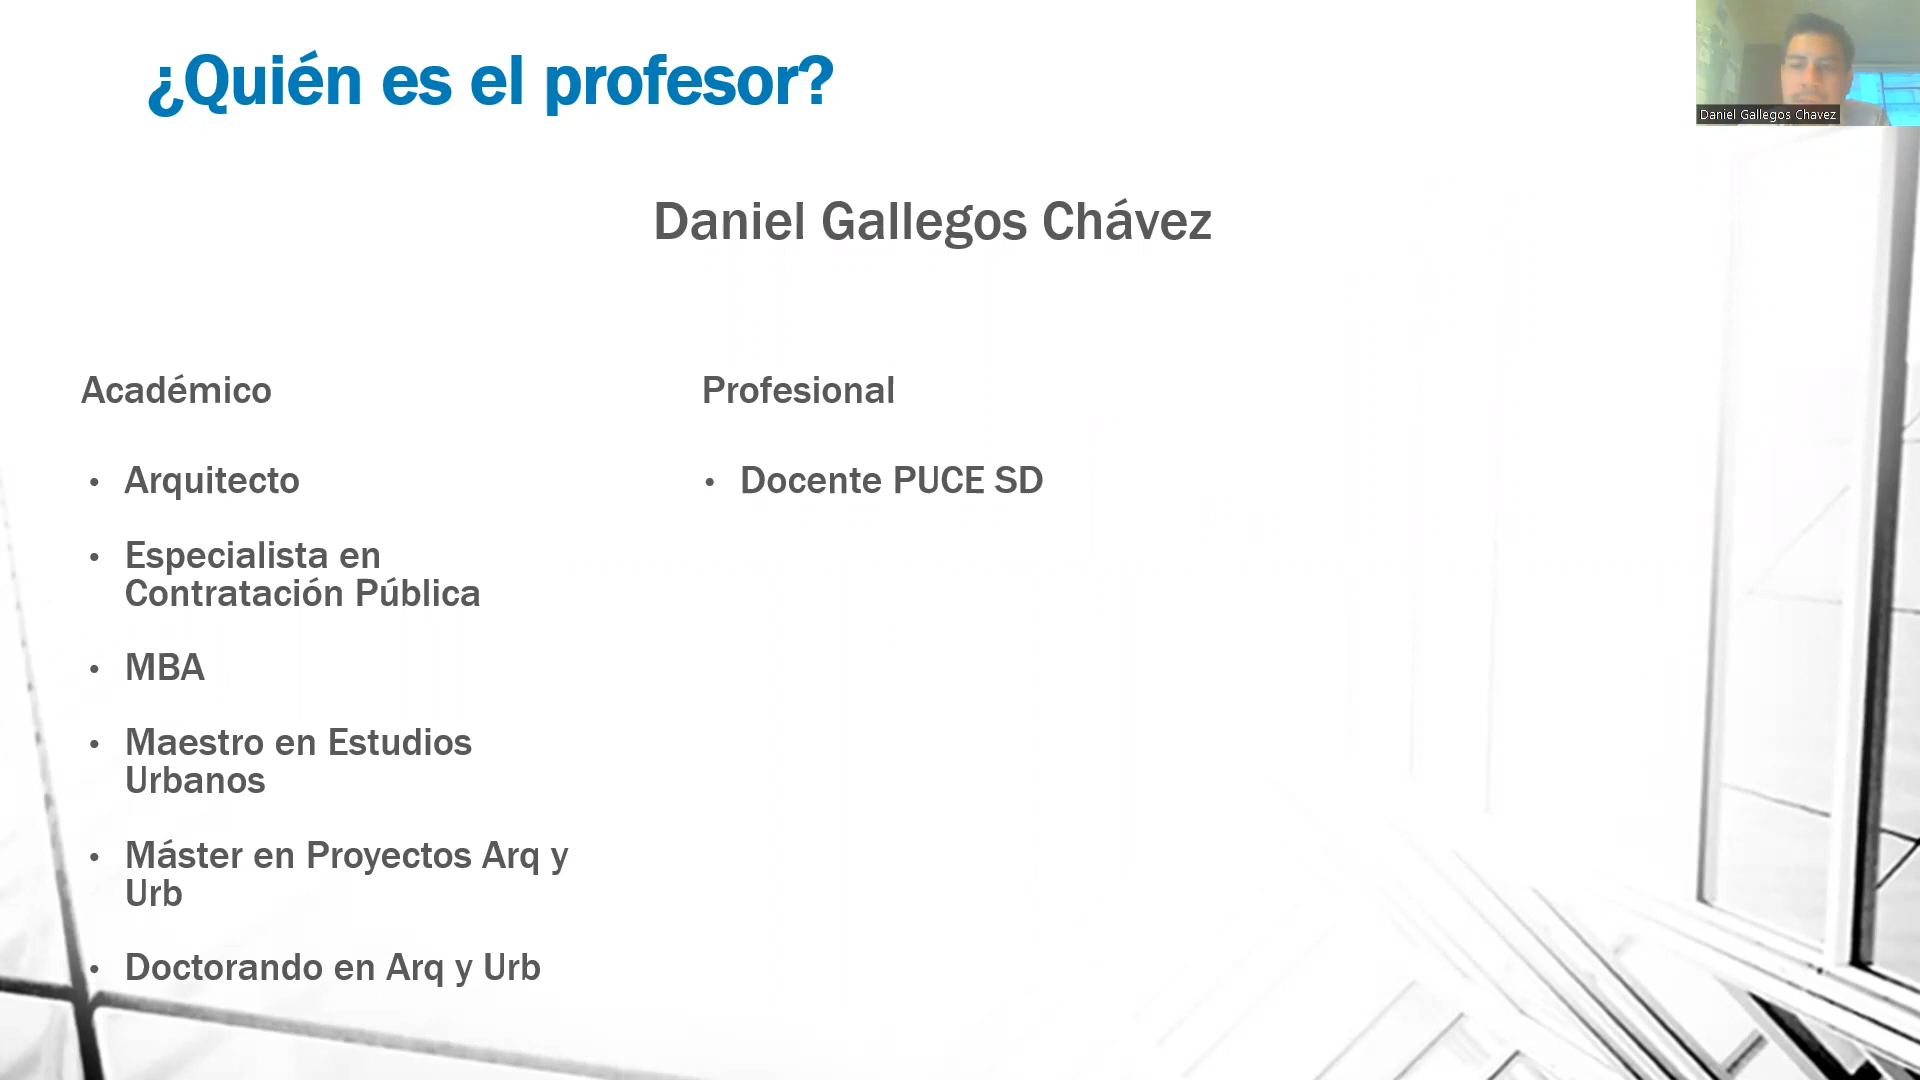 ¿Quién es el profesor?
Daniel Gallegos Chavez
Daniel Gallegos Chávez
Académico
• Arquitecto
• Especialista en
Contratación Pública
• MBA
• Maestro en Estudios
Urbanos
• Máster en Proyectos Arq y
Urb
• Doctorando en Arq y Urb
Profesional
• Docente PUCE SD